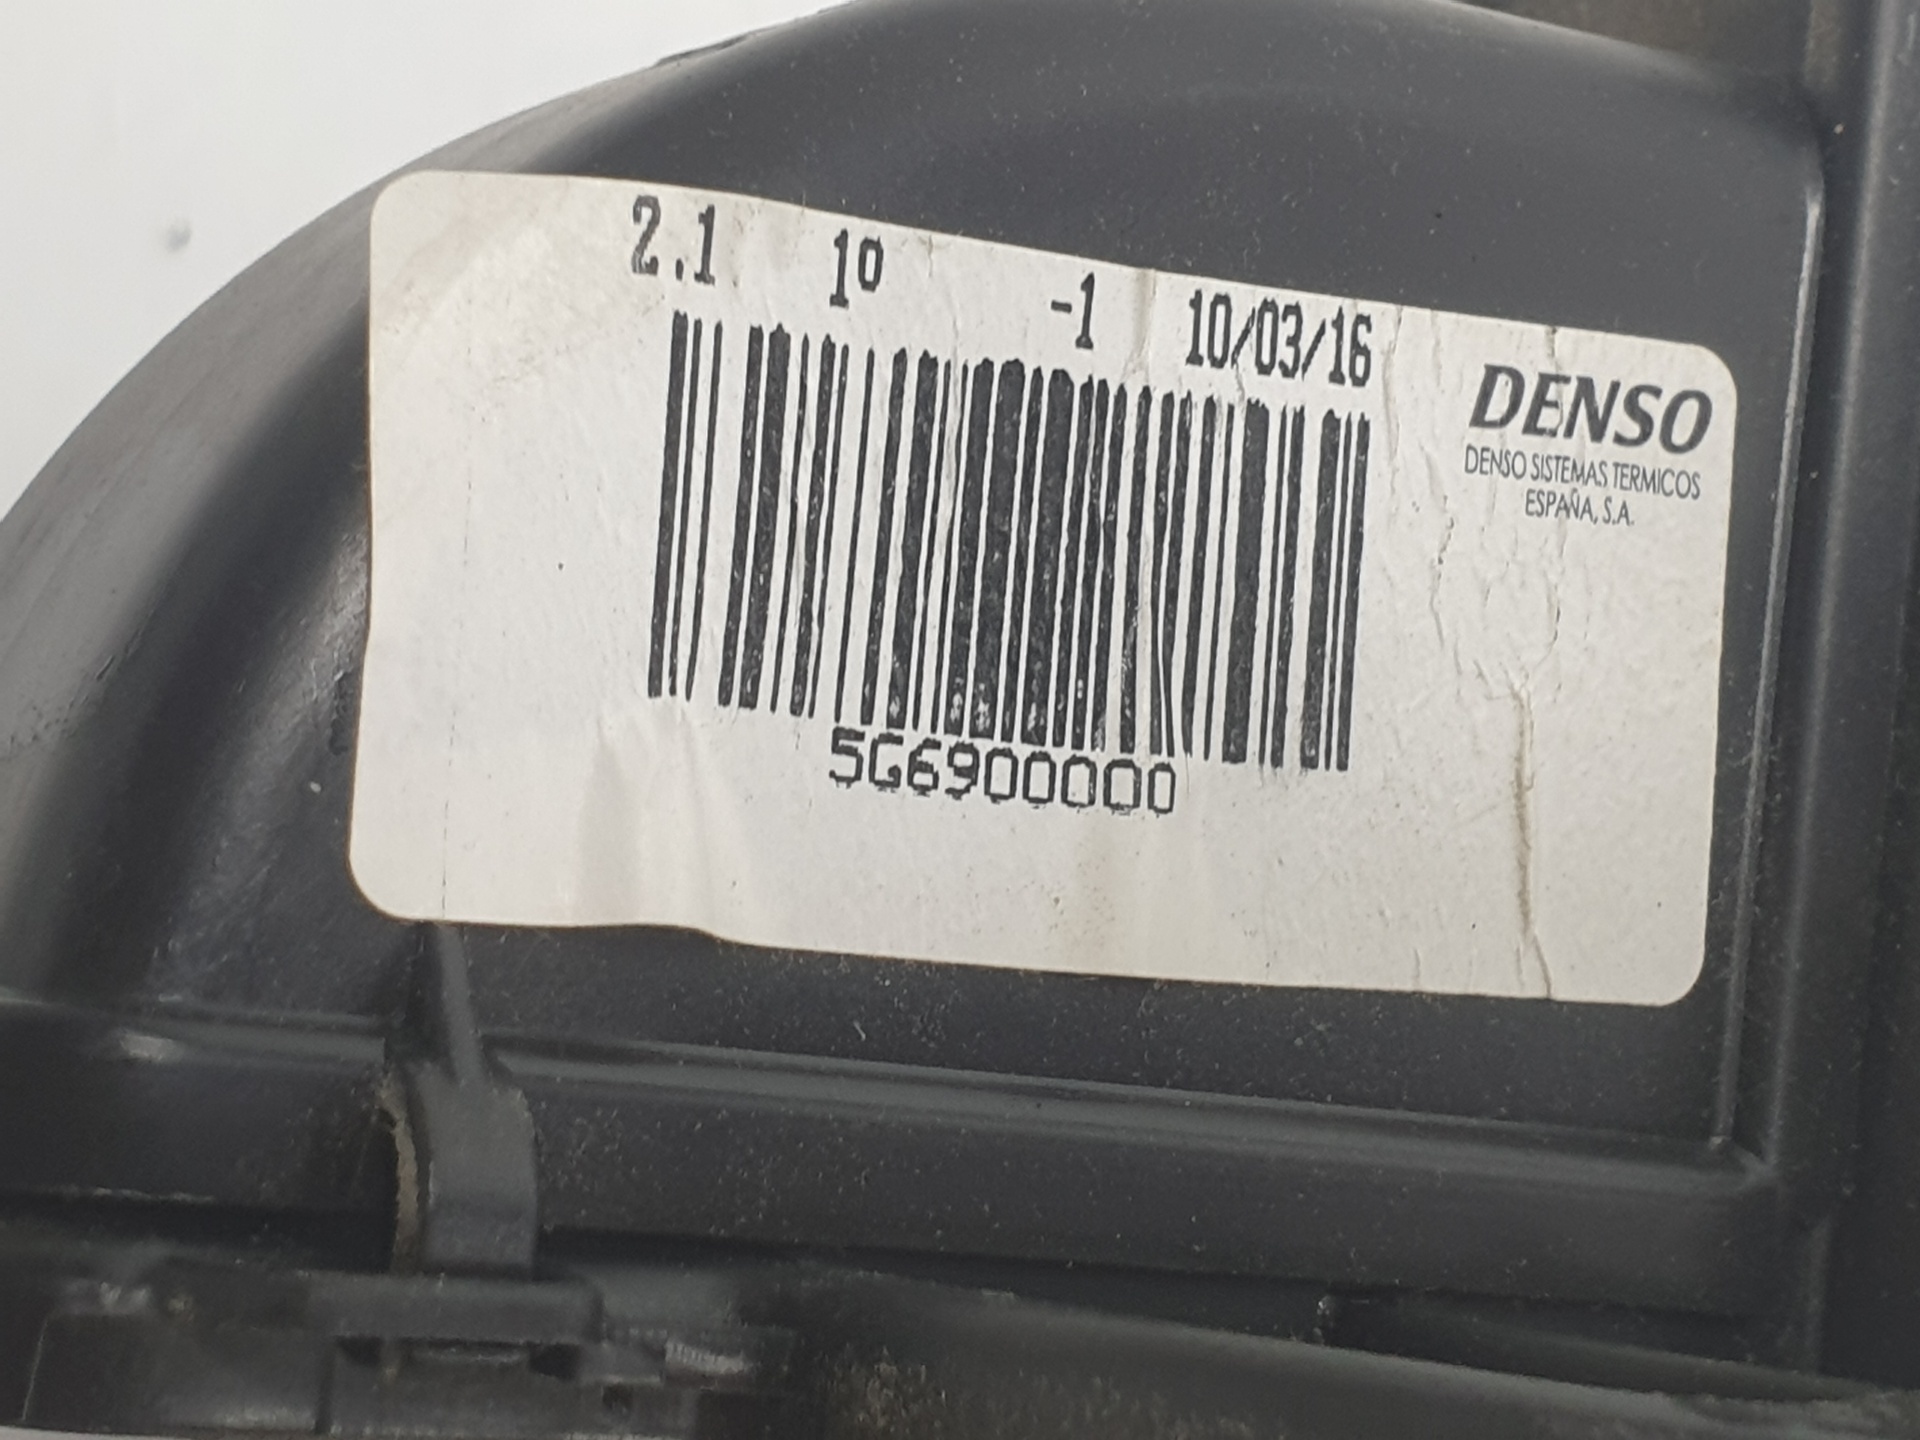 2.1 1º -1 10/03/16
DENSO
DENSO SISTEMAS TERMICOS
ESPAÑA, S.A.
5G6900000